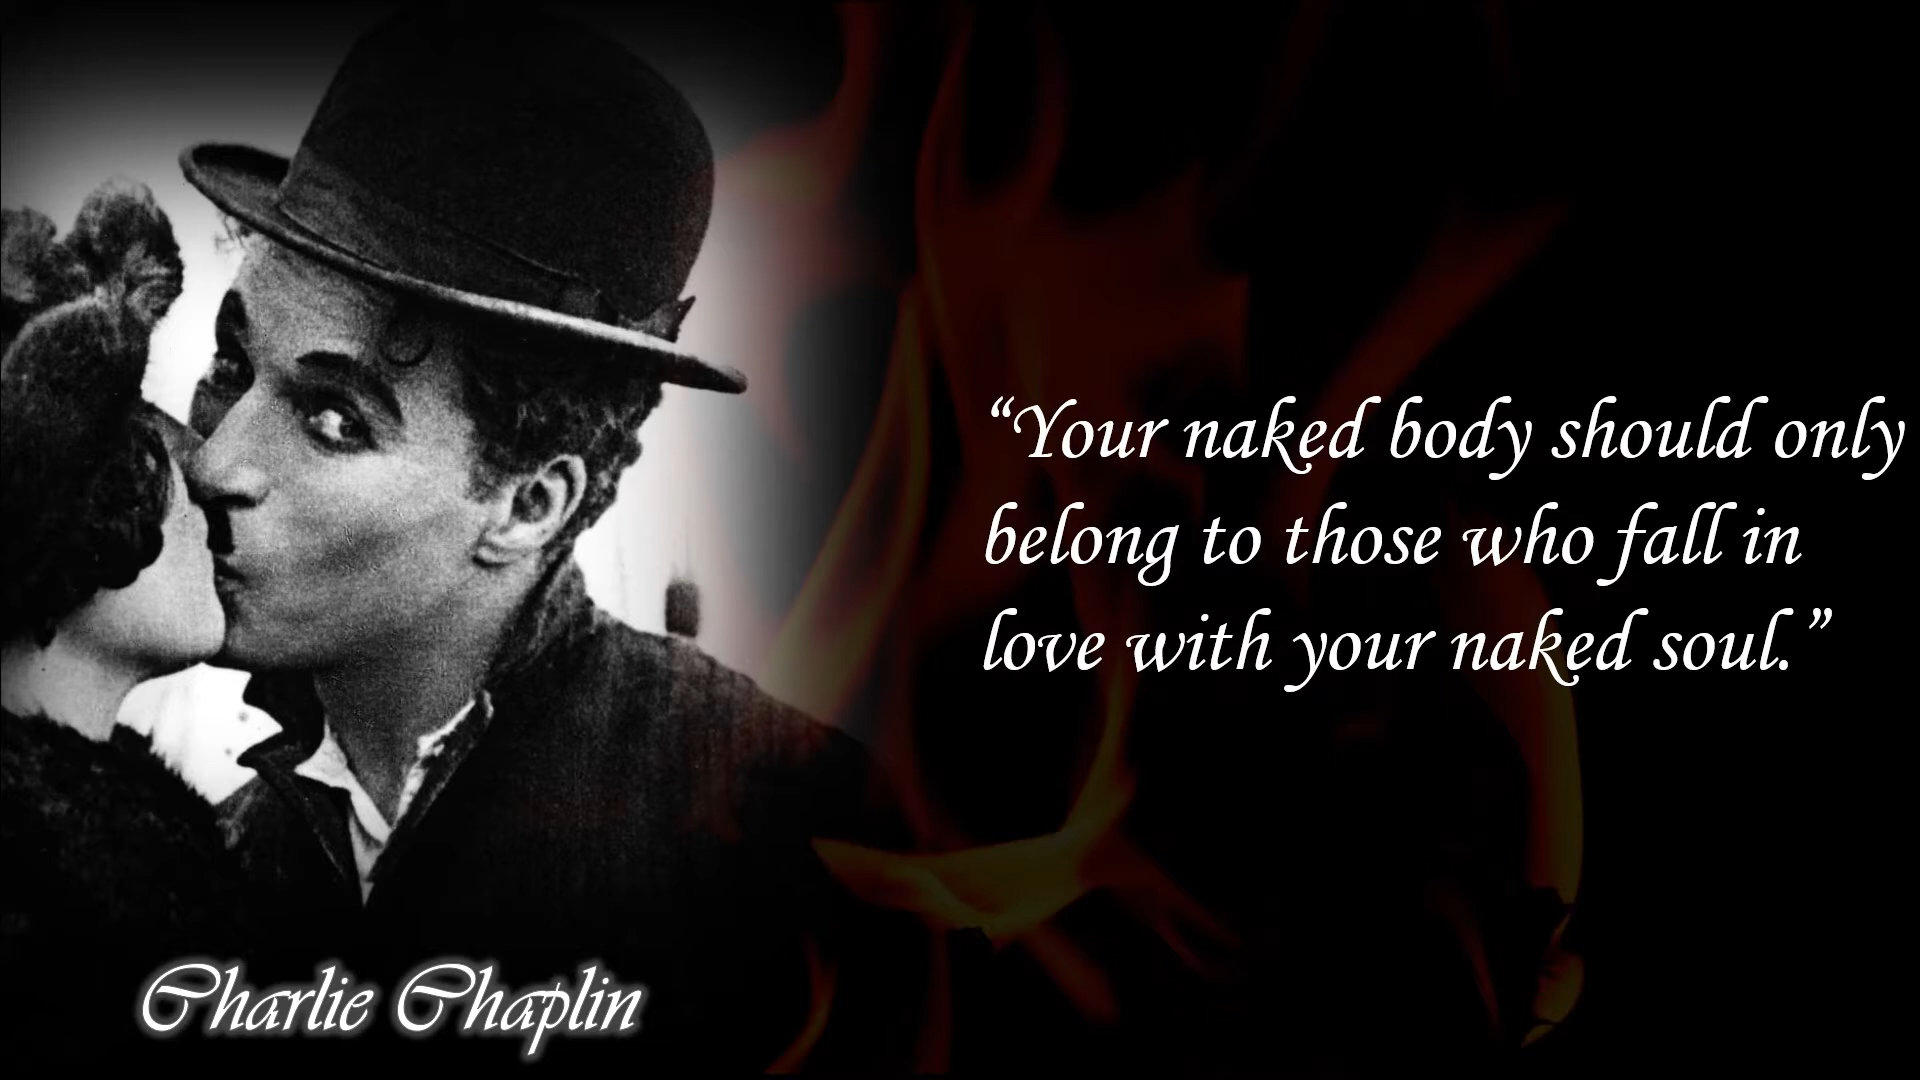 “Your naked body should only
belong to those who fall in
love with your naked soul.”
Charlie Chaplin